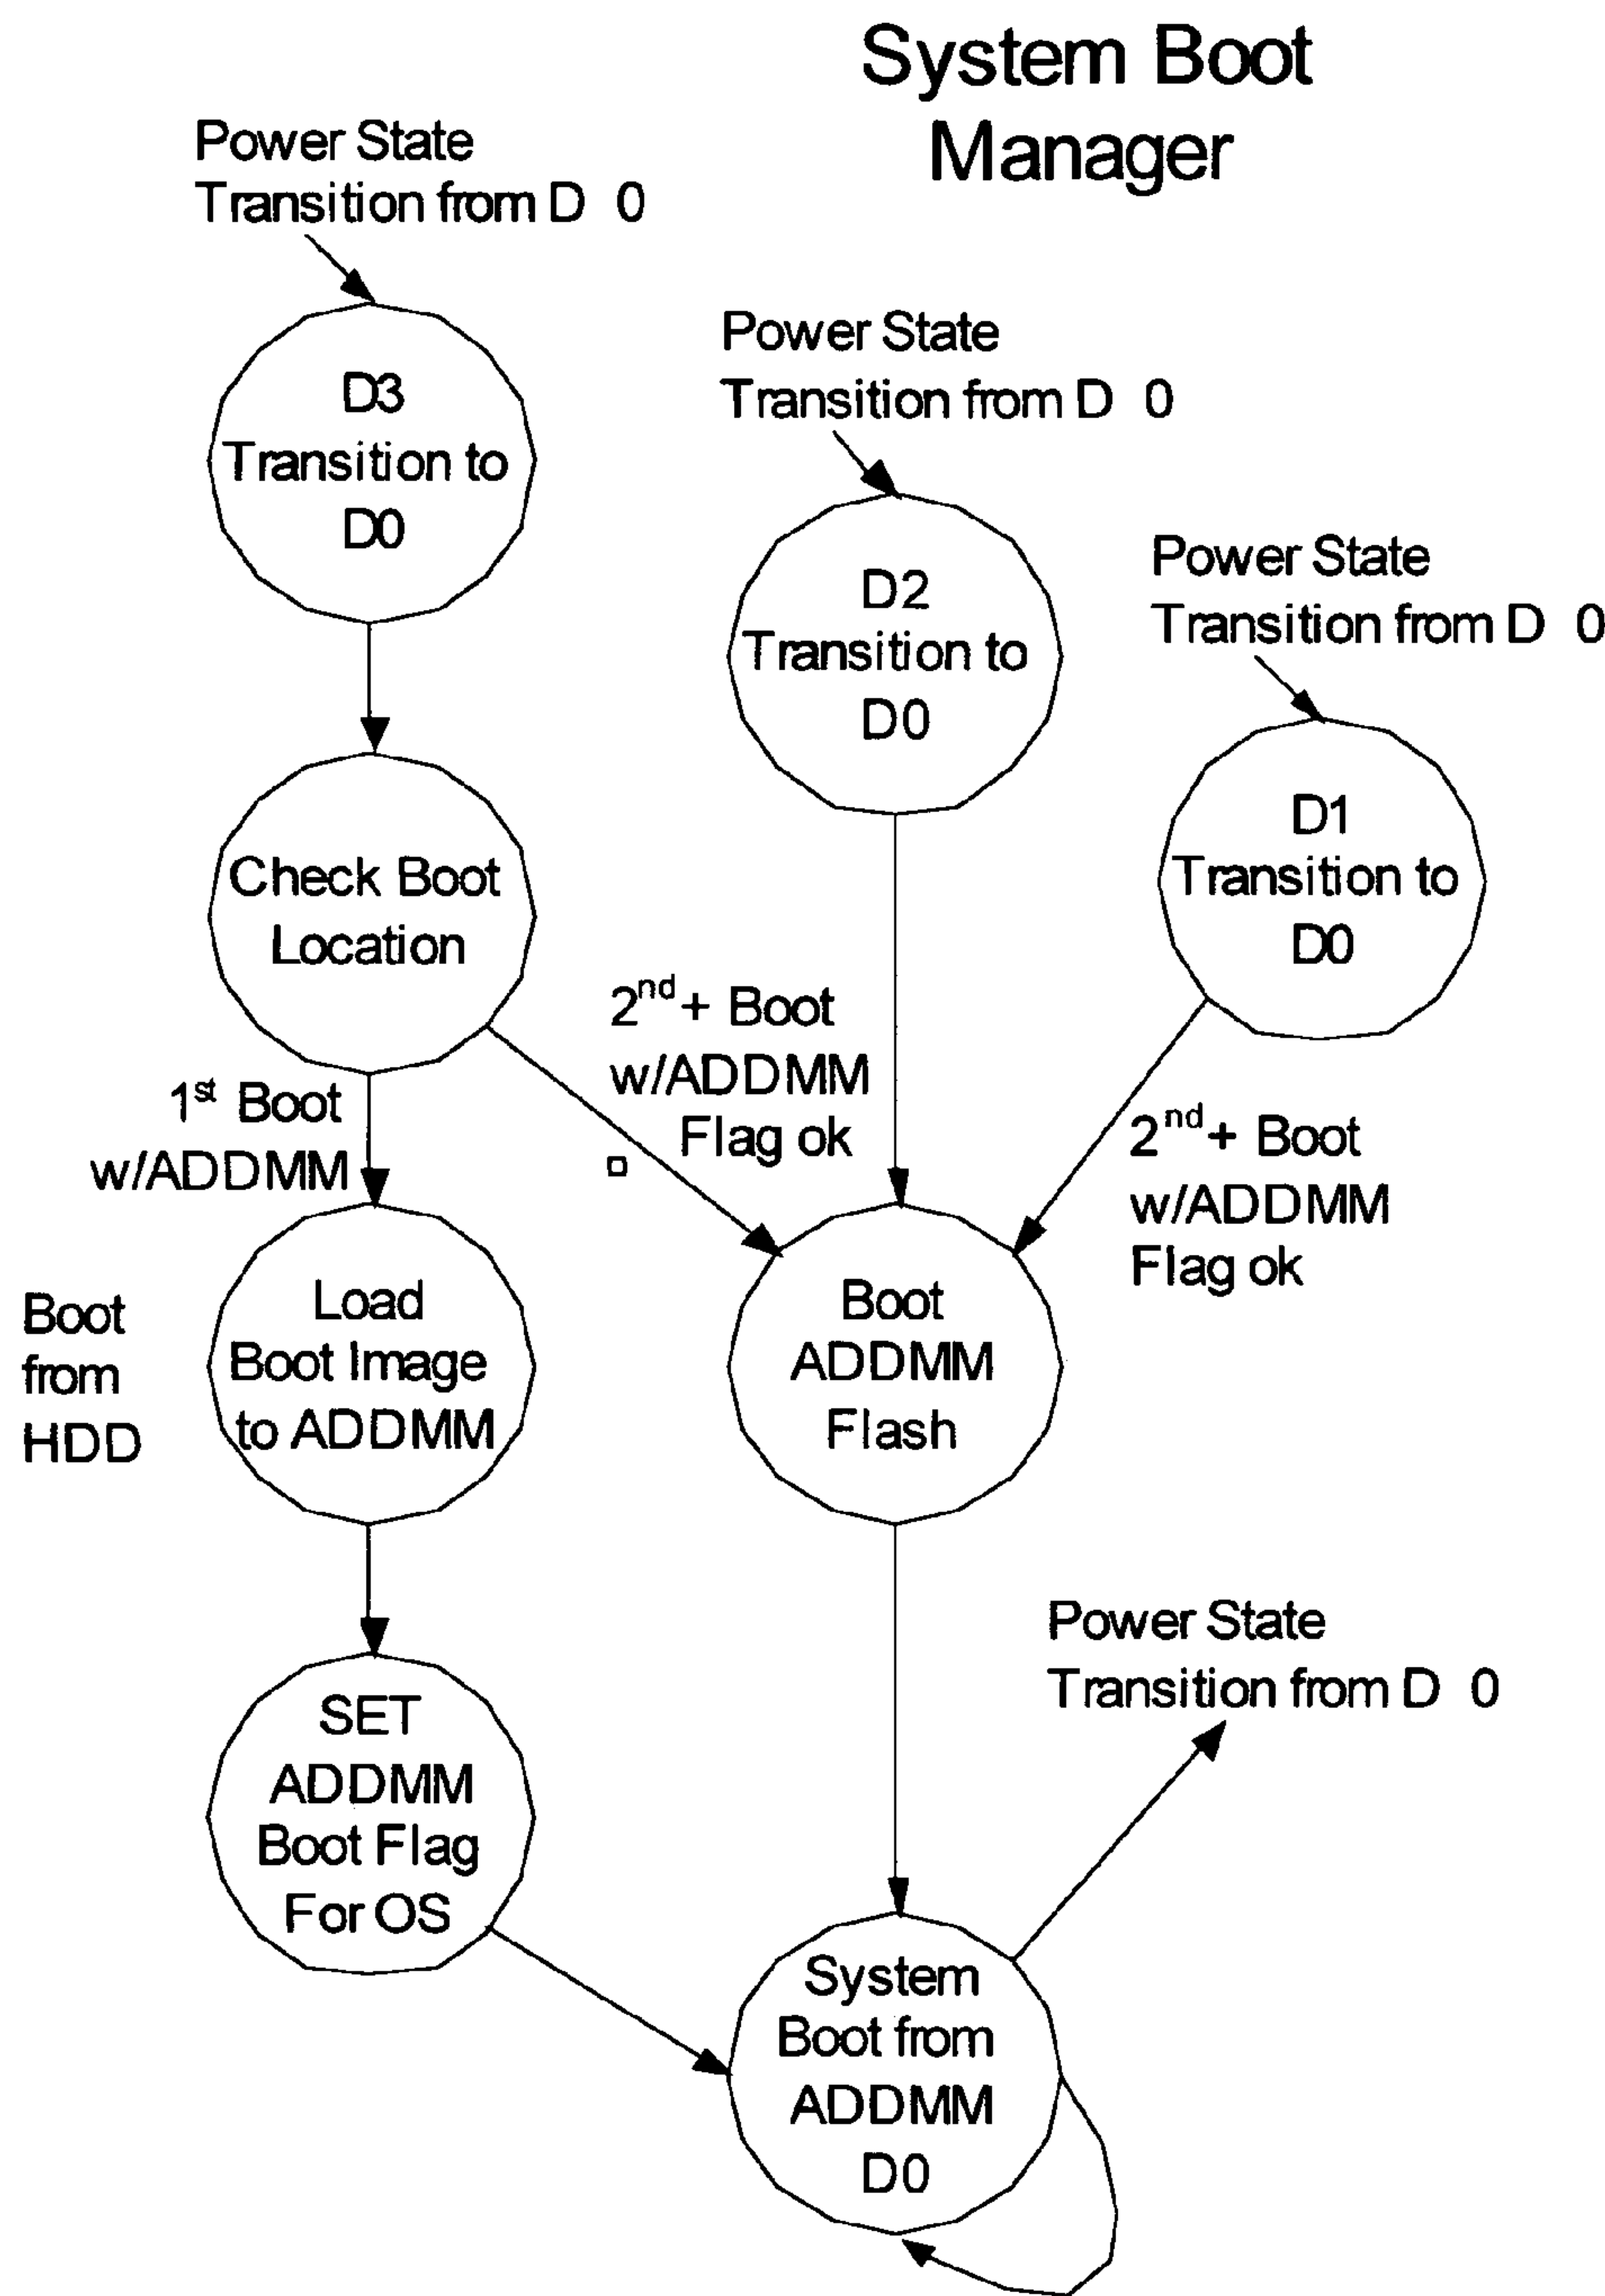 System Boot
Manager
Power State
Transition from D 0
D3
Transition to
D0
Power State
Transition from D 0
D2
Transition to
D0
Power State
Transition from D 0
D1
Transition to
D0
Check Boot
Location
2nd+ Boot
w/ADDMM
Flag ok
1st Boot
w/ADDMM
2nd+ Boot
w/ADDMM
Flag ok
Boot
from
HDD
Load
Boot Image
to ADDMM
Boot
ADDMM
Flash
SET
ADDMM
Boot Flag
For OS
Power State
Transition from D 0
System
Boot from
ADDMM
D0